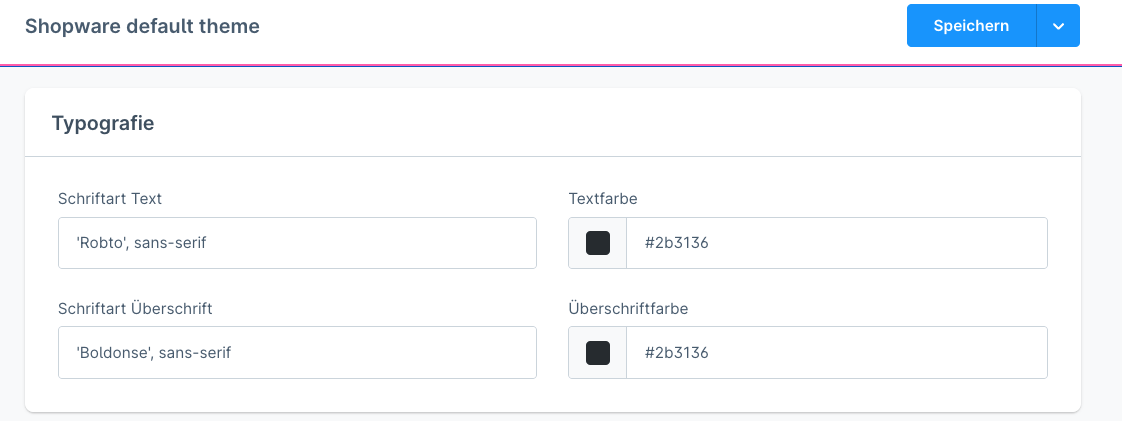 Shopware default theme
Speichern
Typografie
Schriftart Text
Textfarbe
'Robto', sans-serif
#2b3136
Schriftart Überschrift
Überschriftfarbe
'Boldonse', sans-serif
#2b3136